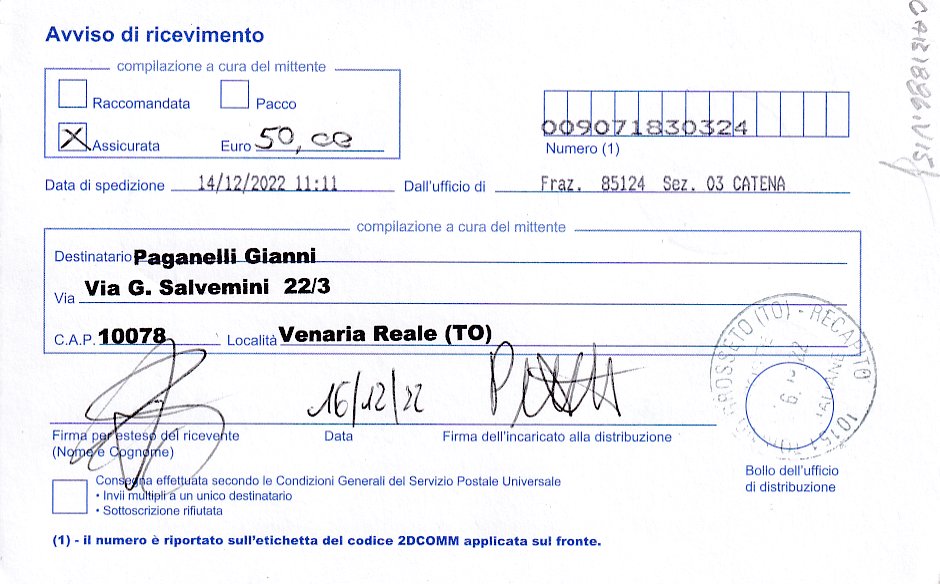 Avviso di ricevimento
compilazione a cura del mittente
Raccomandata Pacco
X Assicurata Euro 50,00
009071830324
Numero (1)
Data di spedizione 14/12/2022 11:11 Dall'ufficio di Fraz. 85124 Sez. 03 CATENA
compilazione a cura del mittente
Destinatario Paganelli Gianni
Via Via G. Salvemini 22/3
C.A.P. 10078 Località Venaria Reale (TO)
16/12/22
Firma per esteso del ricevente Data Firma dell'incaricato alla distribuzione
(Nome e Cognome)
GROSSETO (TO) - RECAPITO
Bollo dell'ufficio
di distribuzione
Consegna effettuata secondo le Condizioni Generali del Servizio Postale Universale
• Invii multipli a un unico destinatario
• Sottoscrizione rifiutata
(1) - il numero è riportato sull'etichetta del codice 2DCOMM applicata sul fronte.